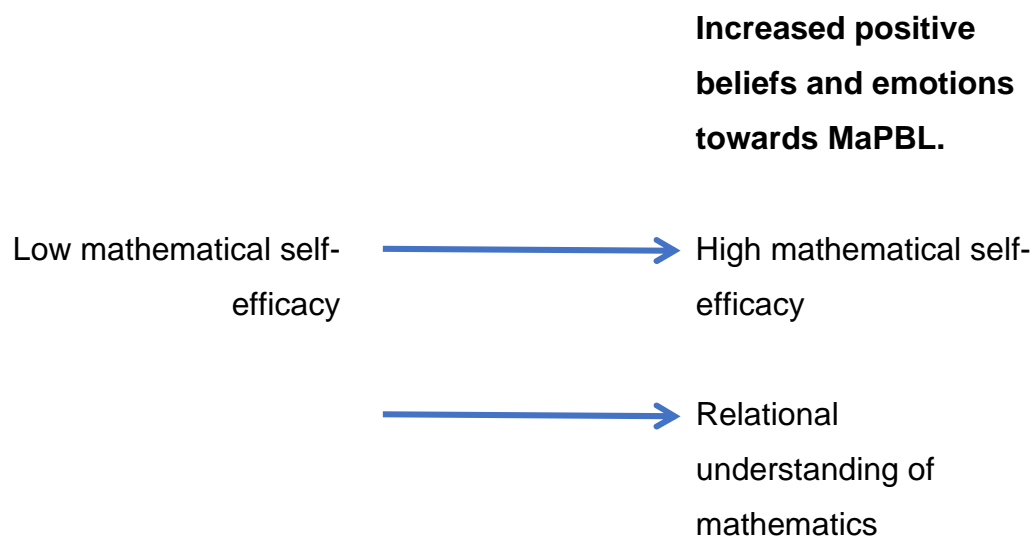 Increased positive
beliefs and emotions
towards MaPBL.
Low mathematical self-
efficacy
High mathematical self-
efficacy
Relational
understanding of
mathematics